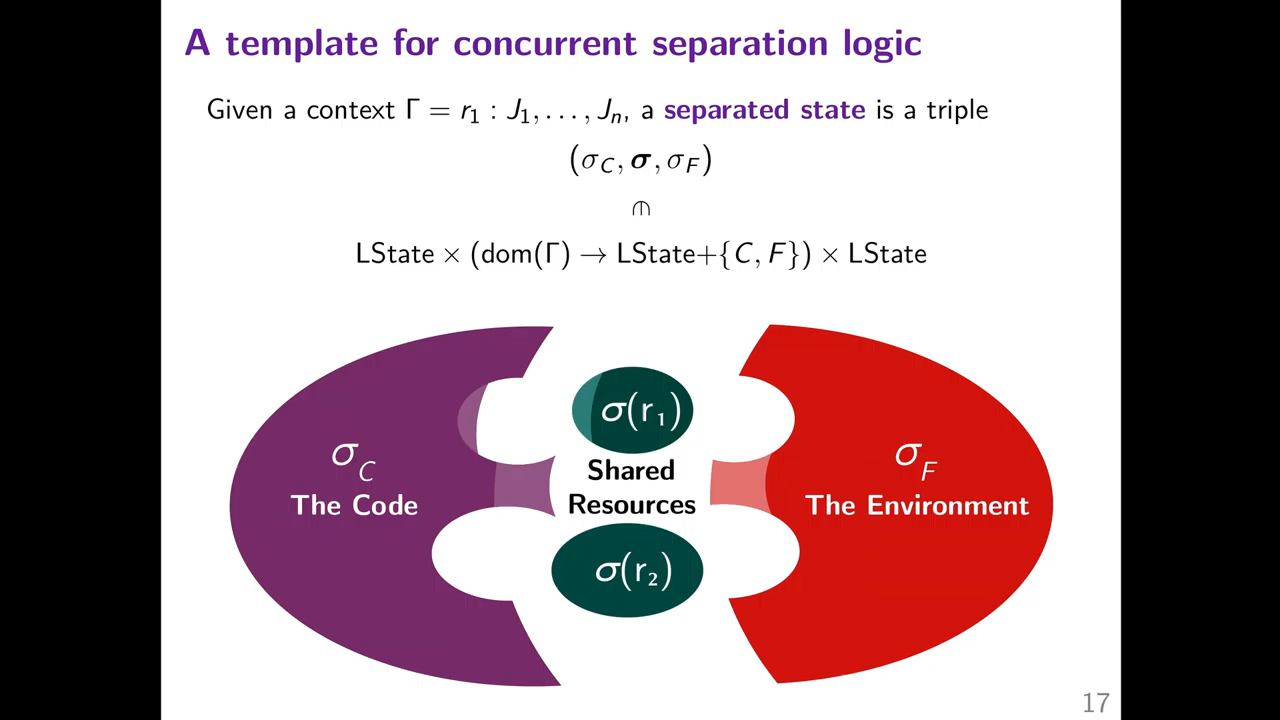 A template for concurrent separation logic
Given a context Γ = r₁ : J₁, . . . , Jₙ, a separated state is a triple
(σ_C, σ, σ_F)
∈
LState × (dom(Γ) → LState+{C, F}) × LState
σ(r₁)
σ_C
The Code
Shared
Resources
σ_F
The Environment
σ(r₂)
17